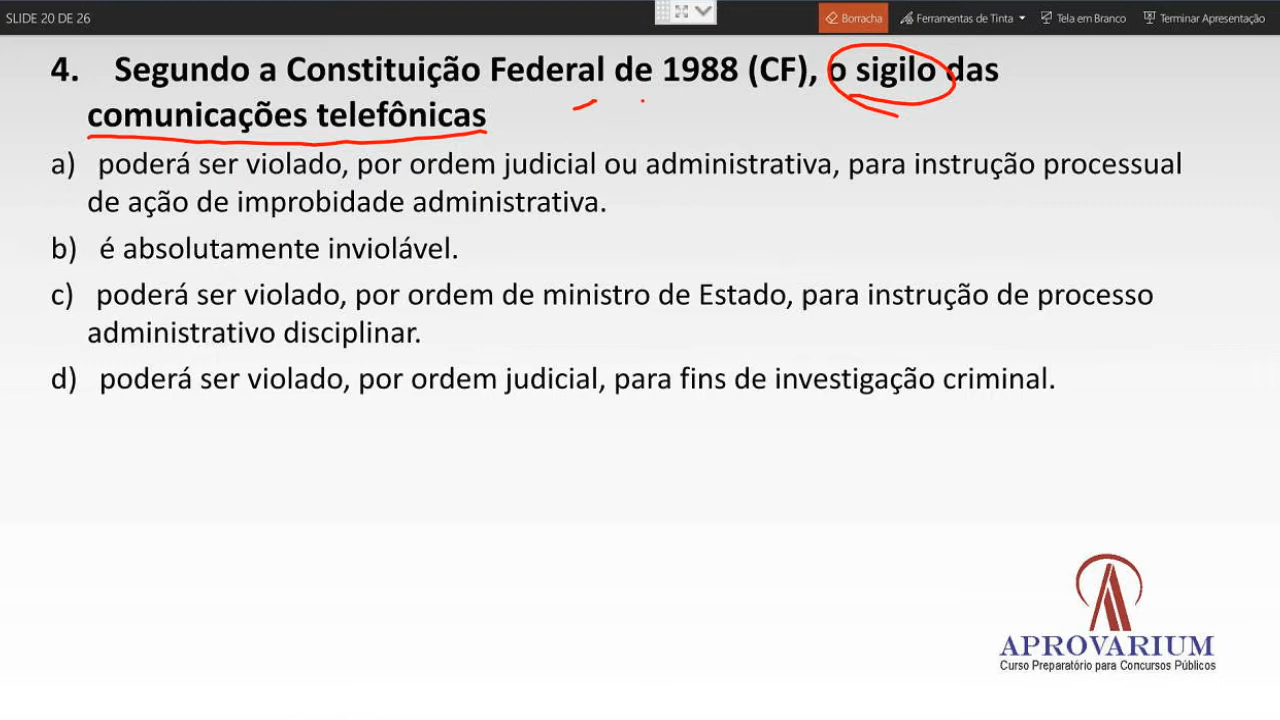 SLIDE 20 DE 26
Borracha
Ferramentas de Tinta
Tela em Branco
Terminar Apresentação
4. Segundo a Constituição Federal de 1988 (CF), o sigilo das
comunicações telefônicas
a) poderá ser violado, por ordem judicial ou administrativa, para instrução processual
de ação de improbidade administrativa.
b) é absolutamente inviolável.
c) poderá ser violado, por ordem de ministro de Estado, para instrução de processo
administrativo disciplinar.
d) poderá ser violado, por ordem judicial, para fins de investigação criminal.
APROVARIUM
Curso Preparatório para Concursos Públicos